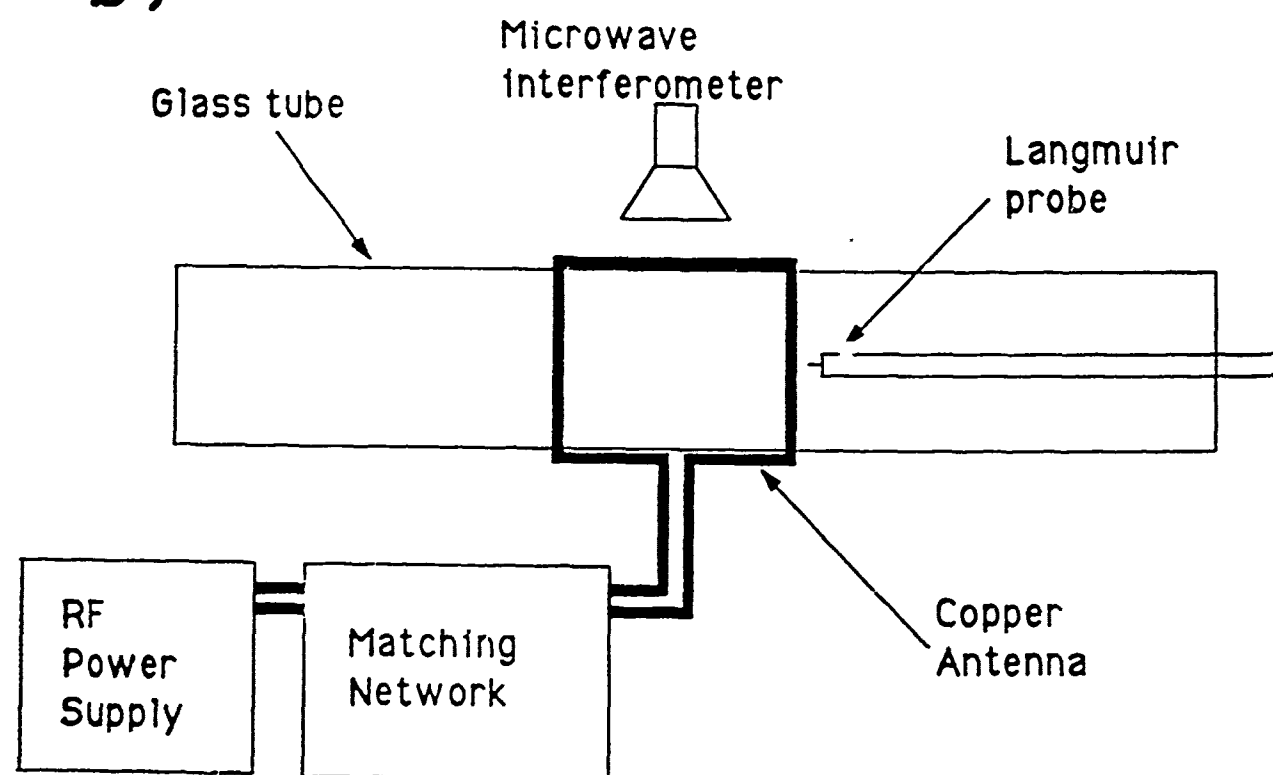 Microwave
interferometer
Glass tube
Langmuir
probe
RF
Power
Supply
Matching
Network
Copper
Antenna